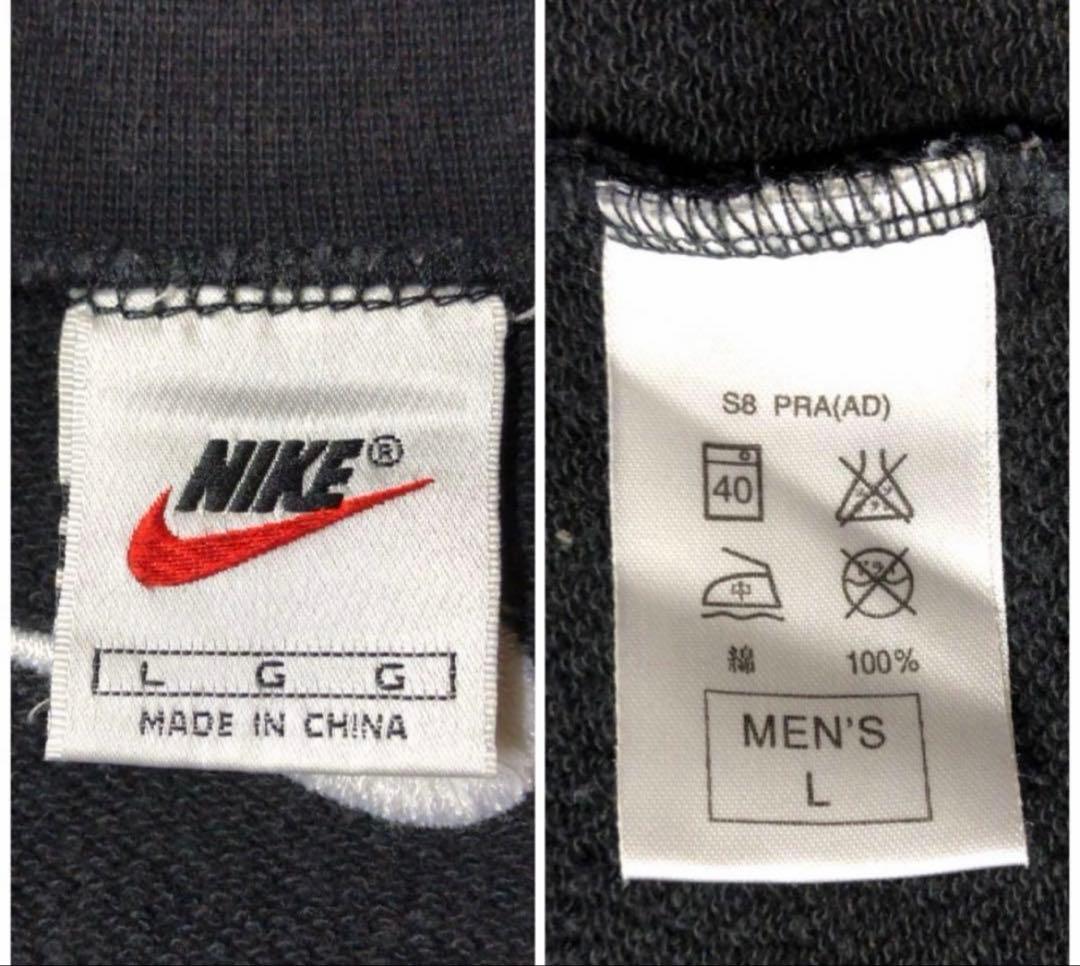 NIKE®
L G G
MADE IN CHINA
S8 PRA(AD)
40
中
綿 100%
MEN'S
L